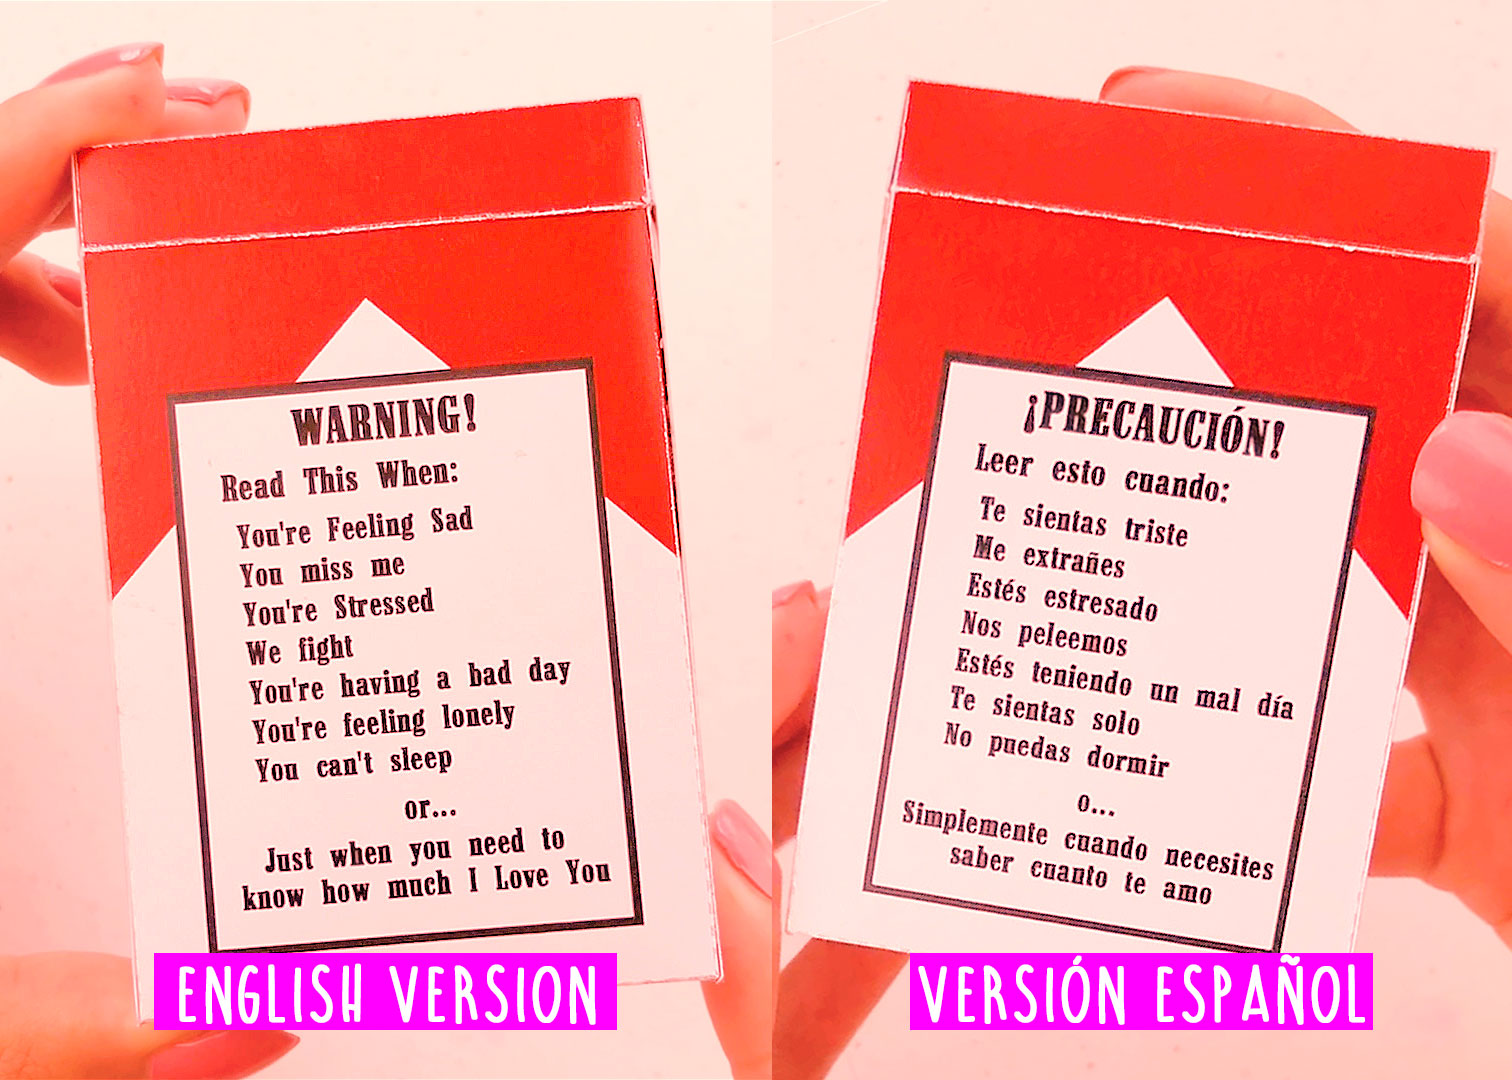 WARNING!
Read This When:
You're Feeling Sad
You miss me
You're Stressed
We fight
You're having a bad day
You're feeling lonely
You can't sleep
or...
Just when you need to
know how much I Love You
ENGLISH VERSION
¡PRECAUCIÓN!
Leer esto cuando:
Te sientas triste
Me extrañes
Estés estresado
Nos peleemos
Estés teniendo un mal día
Te sientas solo
No puedas dormir
o...
Simplemente cuando necesites
saber cuanto te amo
VERSIÓN ESPAÑOL